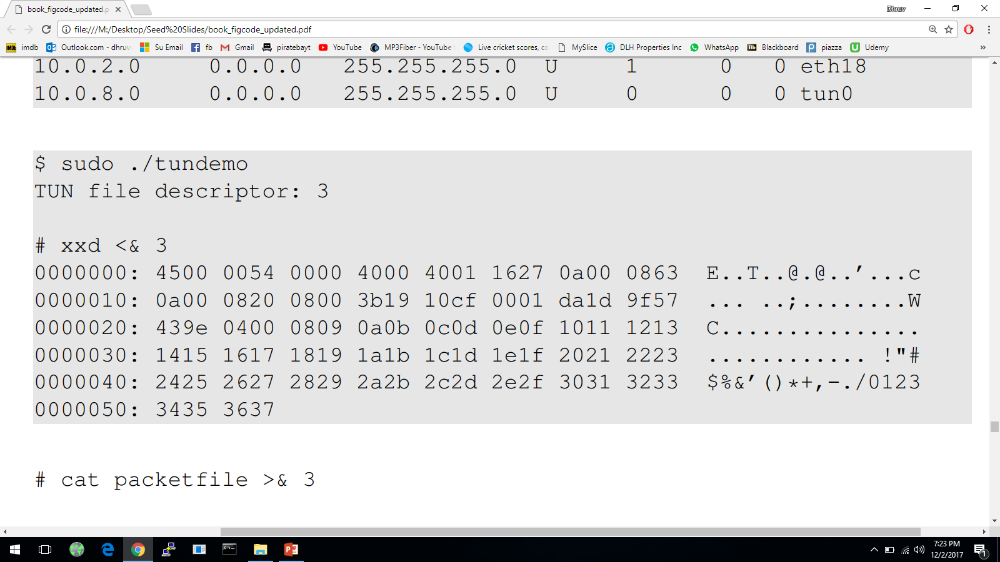 book_figcode_updated.p
Dhruv
file:///M:/Desktop/Seed%20Slides/book_figcode_updated.pdf
IMDb imdb Outlook.com - dhruv Su Email fb Gmail piratebayt YouTube MP3Fiber - YouTube Live cricket scores, co MySlice DLH Properties Inc WhatsApp Bb Blackboard piazza Udemy »
10.0.2.0 0.0.0.0 255.255.255.0 U 1 0 0 eth18
10.0.8.0 0.0.0.0 255.255.255.0 U 0 0 0 tun0
$ sudo ./tundemo
TUN file descriptor: 3
# xxd <& 3
0000000: 4500 0054 0000 4000 4001 1627 0a00 0863 E..T..@.@..’...c
0000010: 0a00 0820 0800 3b19 10cf 0001 da1d 9f57 ... ..;........W
0000020: 439e 0400 0809 0a0b 0c0d 0e0f 1011 1213 C...............
0000030: 1415 1617 1819 1a1b 1c1d 1e1f 2021 2223 ............ !"#
0000040: 2425 2627 2829 2a2b 2c2d 2e2f 3031 3233 $%&’()*+,-./0123
0000050: 3435 3637
# cat packetfile >& 3
7:23 PM
12/2/2017
1